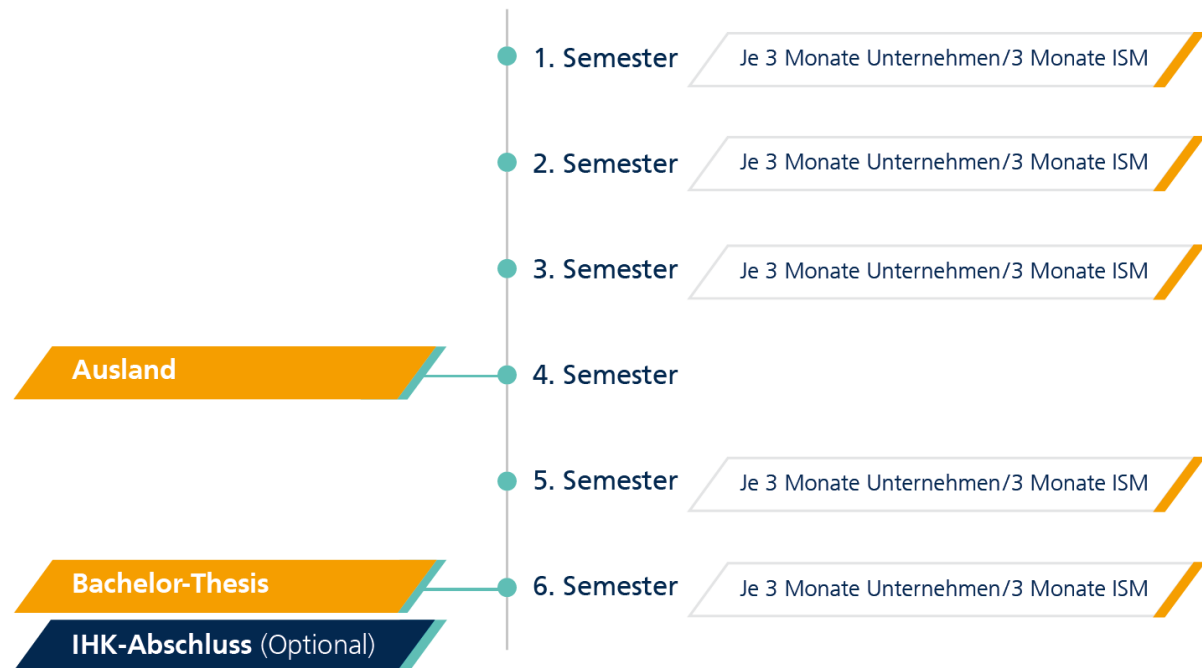 1. Semester
Je 3 Monate Unternehmen/3 Monate ISM
2. Semester
Je 3 Monate Unternehmen/3 Monate ISM
3. Semester
Je 3 Monate Unternehmen/3 Monate ISM
Ausland
4. Semester
5. Semester
Je 3 Monate Unternehmen/3 Monate ISM
Bachelor-Thesis
6. Semester
Je 3 Monate Unternehmen/3 Monate ISM
IHK-Abschluss (Optional)